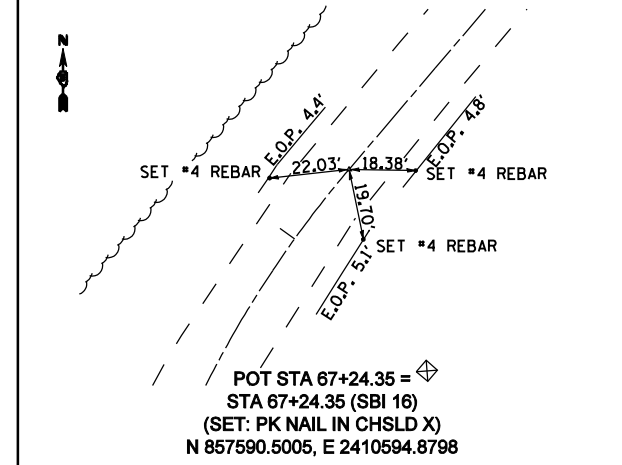 N
E.O.P. 4.4'
E.O.P. 4.8'
SET #4 REBAR
22.03'
18.38'
SET #4 REBAR
19.70'
SET #4 REBAR
E.O.P. 5.1'
POT STA 67+24.35 =
STA 67+24.35 (SBI 16)
(SET: PK NAIL IN CHSLD X)
N 857590.5005, E 2410594.8798